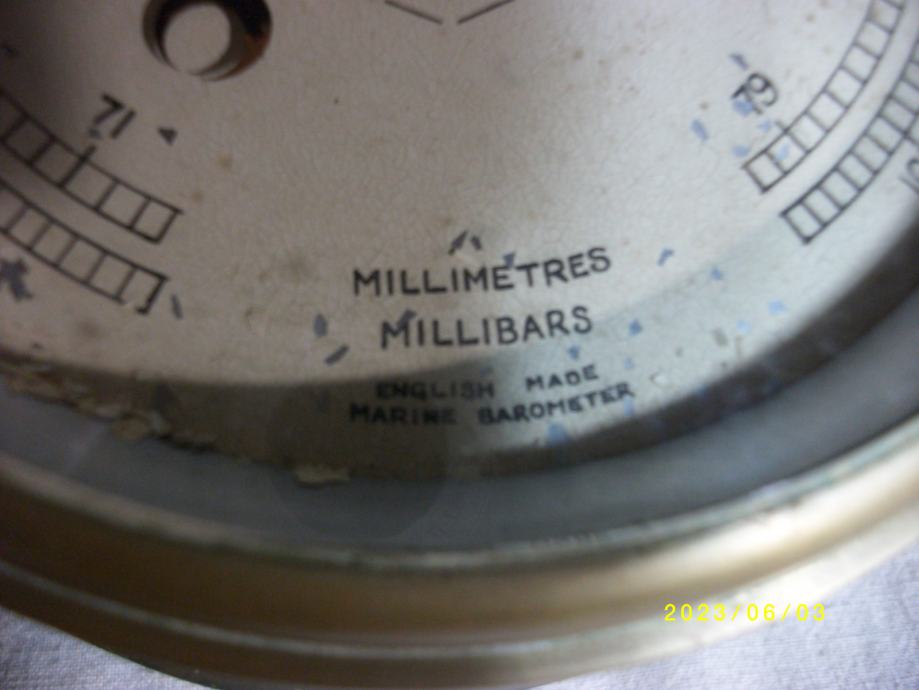 71
79
MILLIMETRES
MILLIBARS
ENGLISH MADE
MARINE BAROMETER
2023/06/03